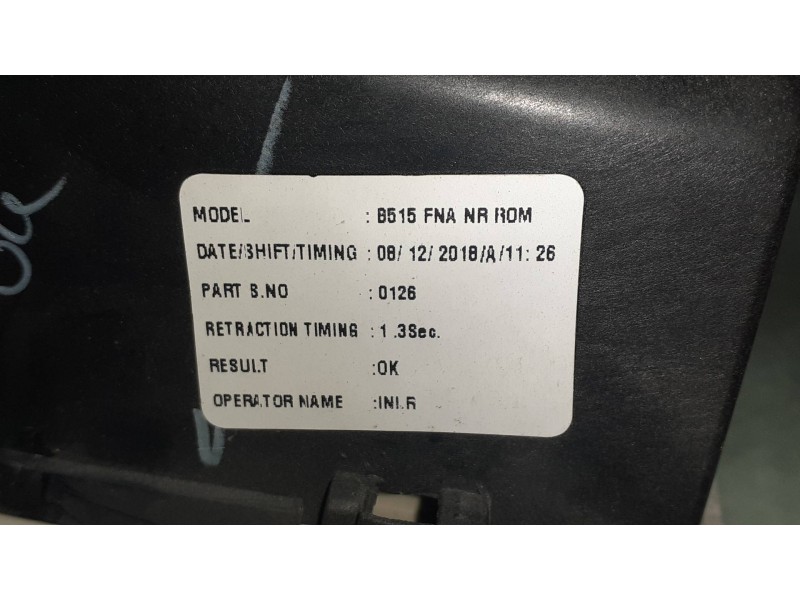 MODEL : B515 FNA NR ROM
DATE/SHIFT/TIMING : 08/ 12/ 2018/A/11: 26
PART S.NO : 0126
RETRACTION TIMING : 1 .3Sec.
RESULT :OK
OPERATOR NAME :